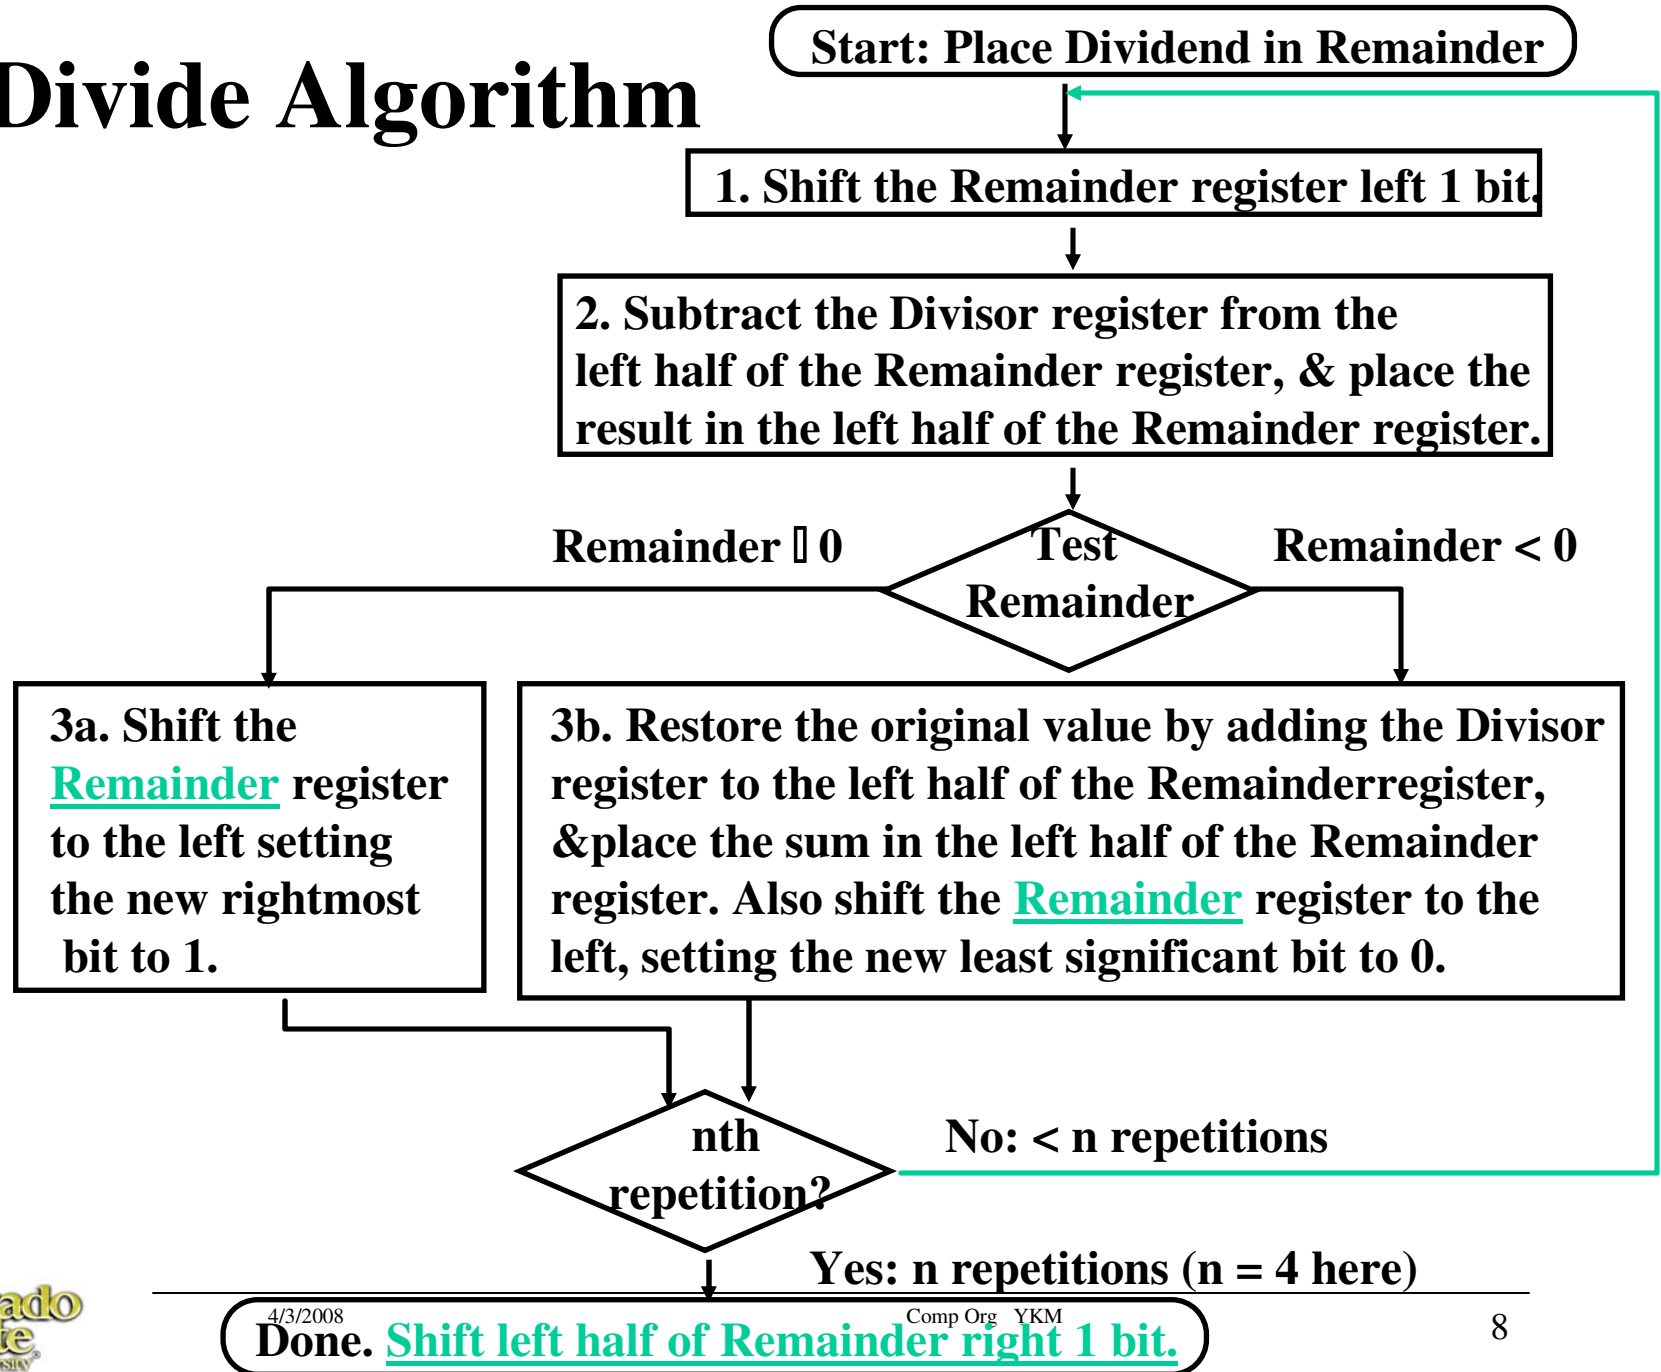 Start: Place Dividend in Remainder
Divide Algorithm
1. Shift the Remainder register left 1 bit.
2. Subtract the Divisor register from the
left half of the Remainder register, & place the
result in the left half of the Remainder register.
Remainder ▯ 0
Test
Remainder
Remainder < 0
3a. Shift the
Remainder register
to the left setting
the new rightmost
bit to 1.
3b. Restore the original value by adding the Divisor
register to the left half of the Remainderregister,
&place the sum in the left half of the Remainder
register. Also shift the Remainder register to the
left, setting the new least significant bit to 0.
nth
repetition?
No: < n repetitions
Yes: n repetitions (n = 4 here)
4/3/2008
Comp Org YKM
8
Done. Shift left half of Remainder right 1 bit.